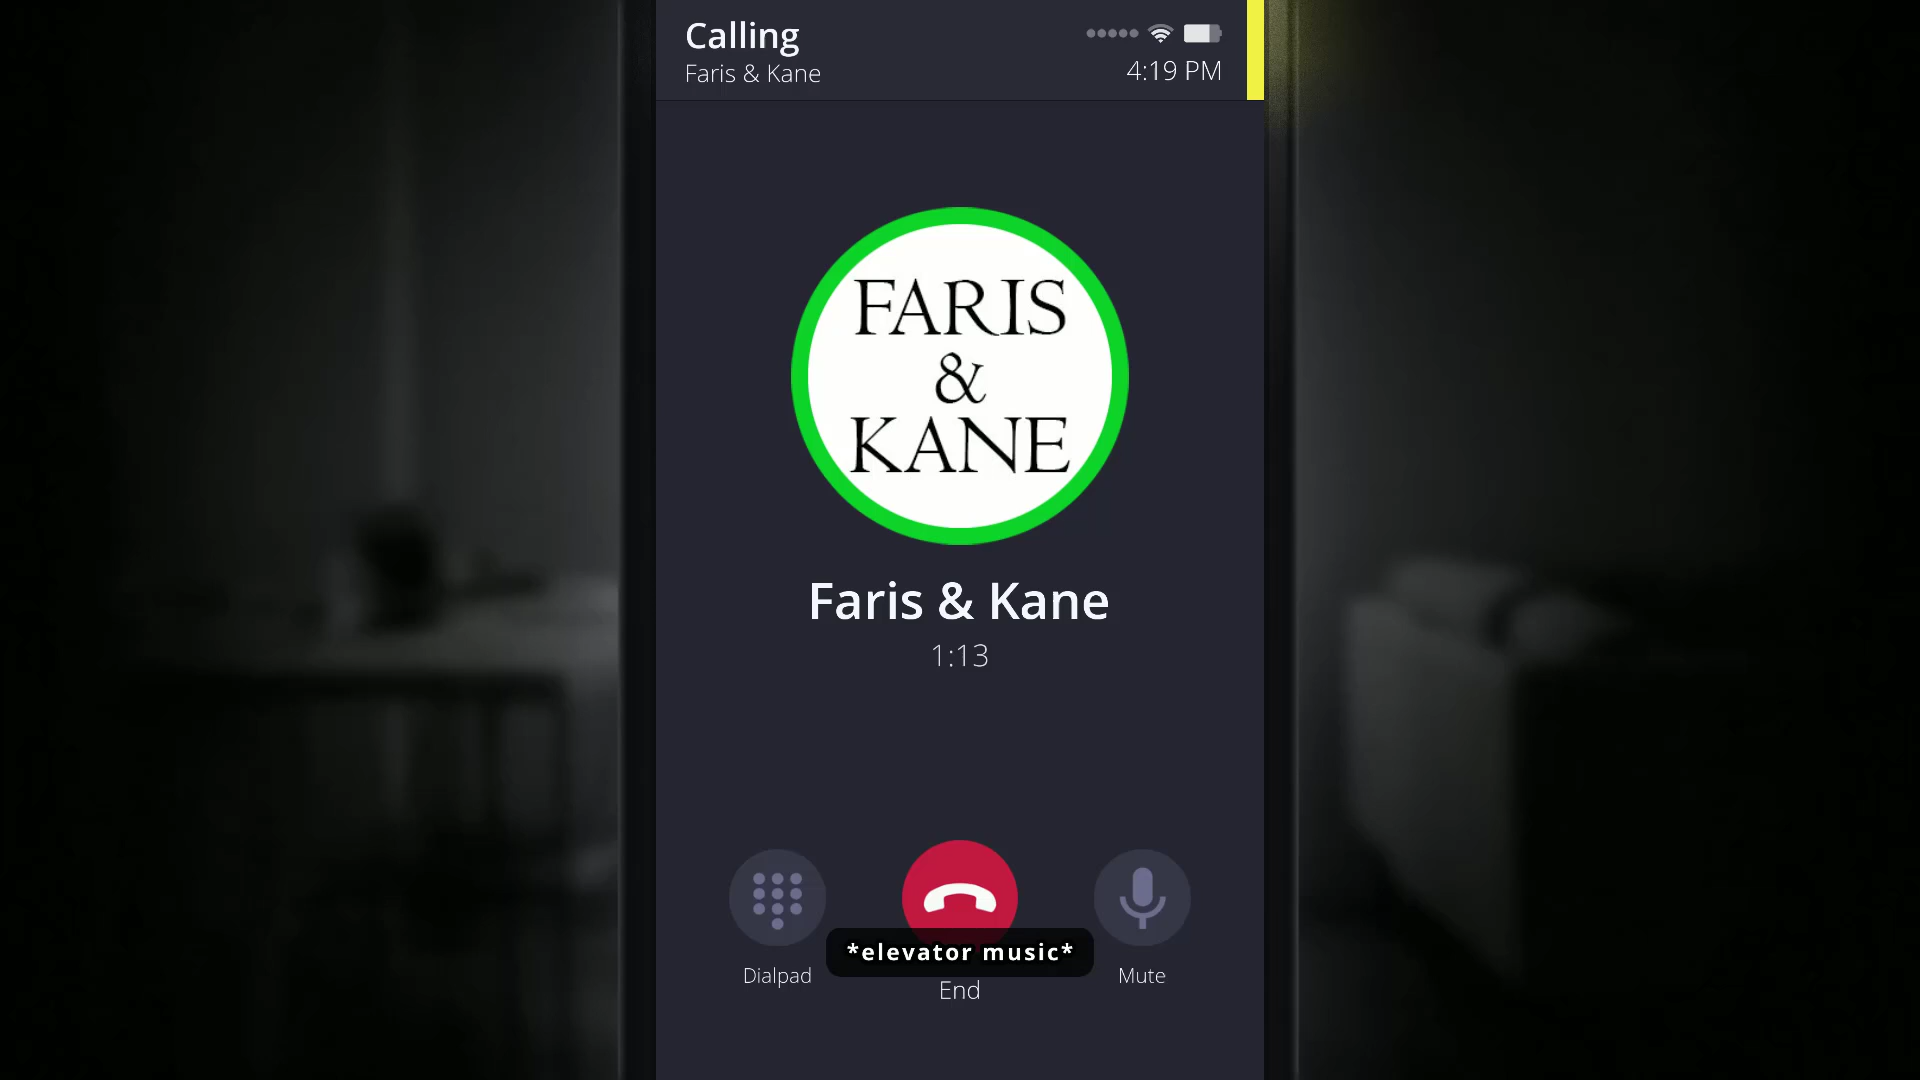 Calling
Faris & Kane
4:19 PM
FARIS
&
KANE
Faris & Kane
1:13
*elevator music*
Dialpad
End
Mute